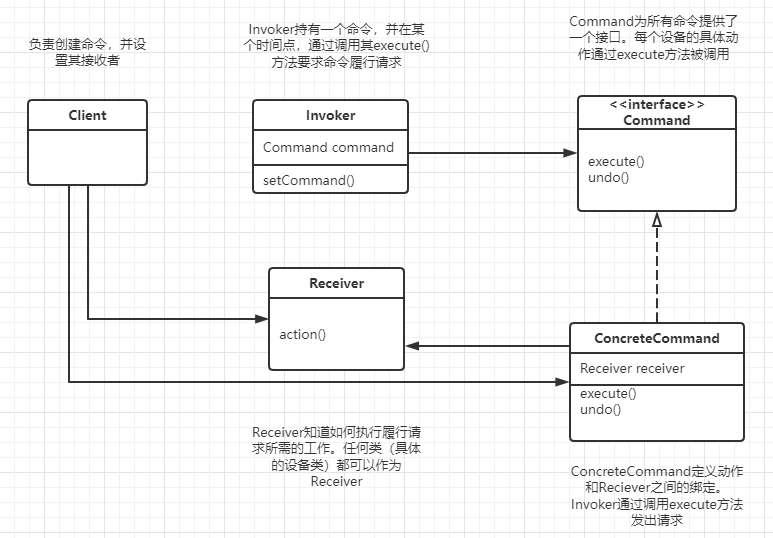 负责创建命令，并设
置其接收者
Invoker持有一个命令，并在某
个时间点，通过调用其execute()
方法要求命令履行请求
Command为所有命令提供了
一个接口。每个设备的具体动
作通过execute方法被调用
Client
Invoker
Command command
setCommand()
<<interface>>
Command
execute()
undo()
Receiver
action()
ConcreteCommand
Receiver receiver
execute()
undo()
Receiver知道如何执行履行请
求所需的工作。任何类（具体
的设备类）都可以作为
Receiver
ConcreteCommand定义动作
和Reciever之间的绑定。
Invoker通过调用execute方法
发出请求